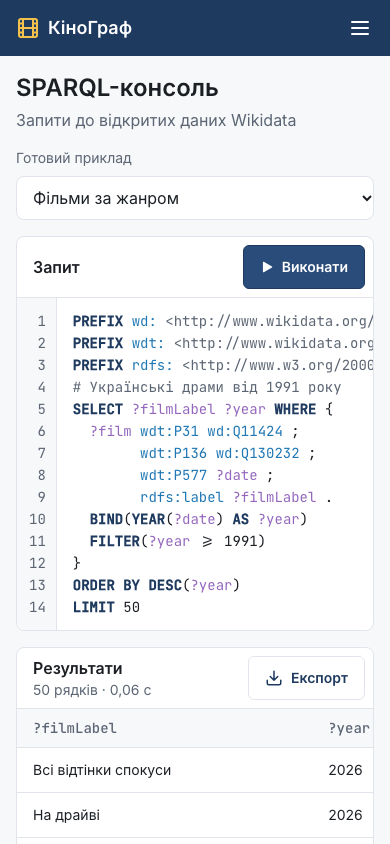 КіноГраф
SPARQL-консоль
Запити до відкритих даних Wikidata
Готовий приклад
Фільми за жанром
Запит
Виконати
1 PREFIX wd: <http://www.wikidata.org/
2 PREFIX wdt: <http://www.wikidata.org
3 PREFIX rdfs: <http://www.w3.org/2000
4 # Українські драми від 1991 року
5 SELECT ?filmLabel ?year WHERE {
6 ?film wdt:P31 wd:Q11424 ;
7 wdt:P136 wd:Q130232 ;
8 wdt:P577 ?date ;
9 rdfs:label ?filmLabel .
10 BIND(YEAR(?date) AS ?year)
11 FILTER(?year >= 1991)
12 }
13 ORDER BY DESC(?year)
14 LIMIT 50
Результати
50 рядків · 0,06 с
Експорт
?filmLabel ?year
Всі відтінки спокуси 2026
На драйві 2026